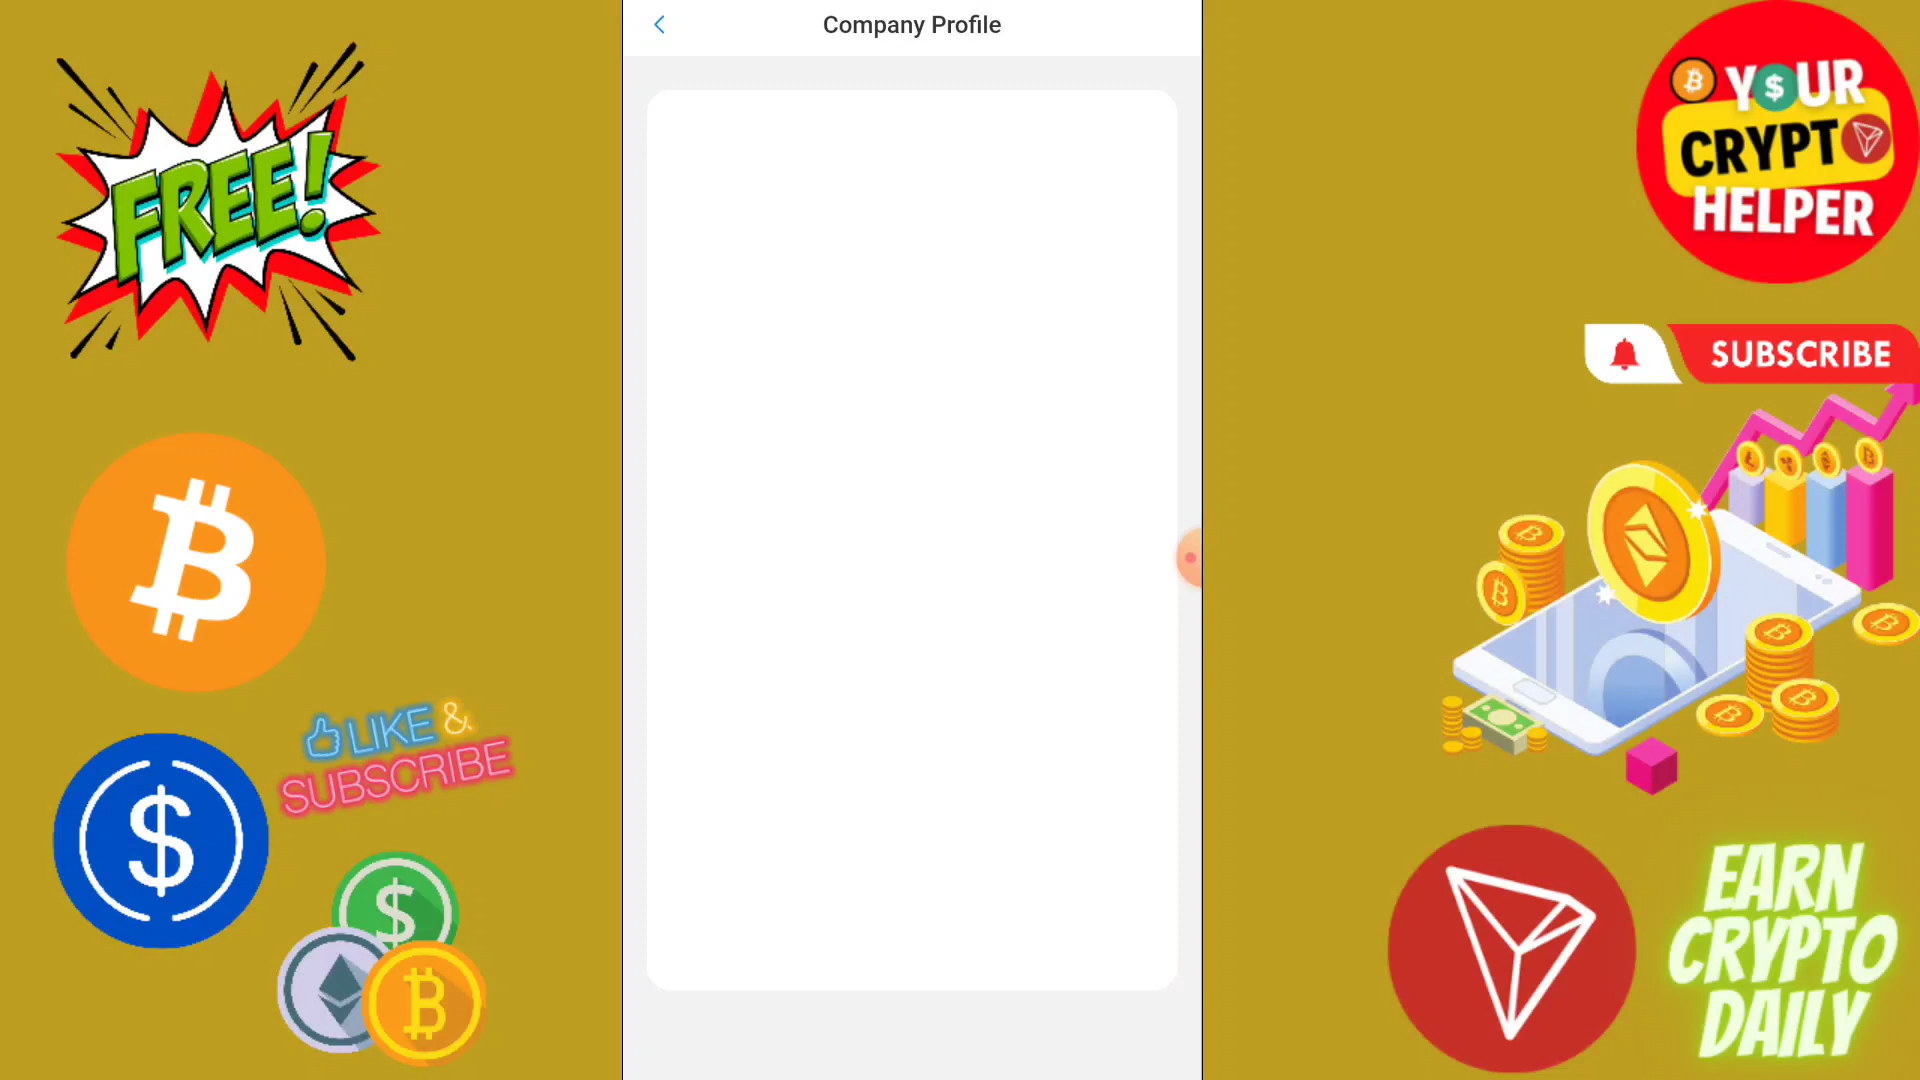 FREE!
LIKE &
SUBSCRIBE
Company Profile
YOUR
CRYPTO
HELPER
SUBSCRIBE
EARN
CRYPTO
DAILY